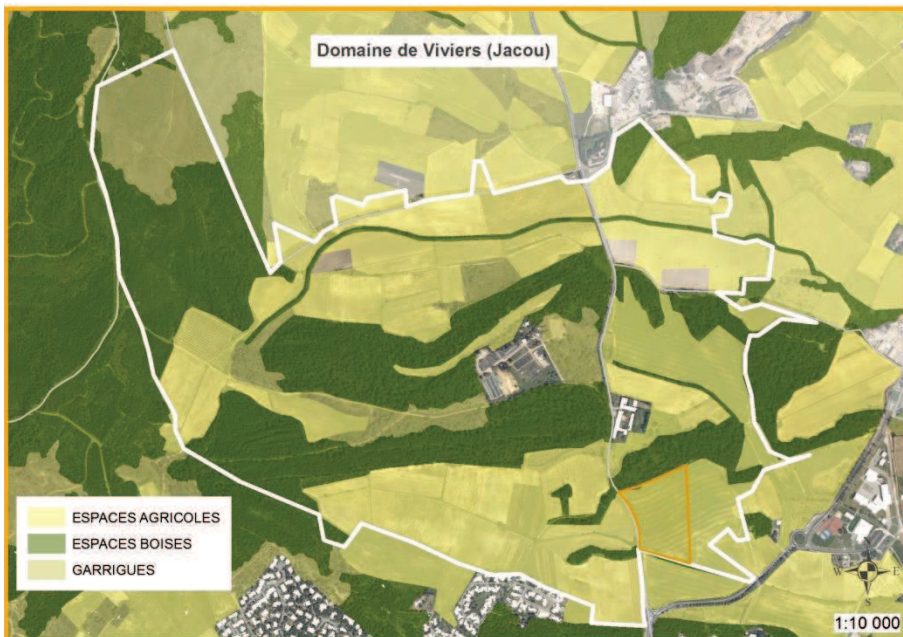 Domaine de Viviers (Jacou)
ESPACES AGRICOLES
ESPACES BOISES
GARRIGUES
W E
S
1:10 000